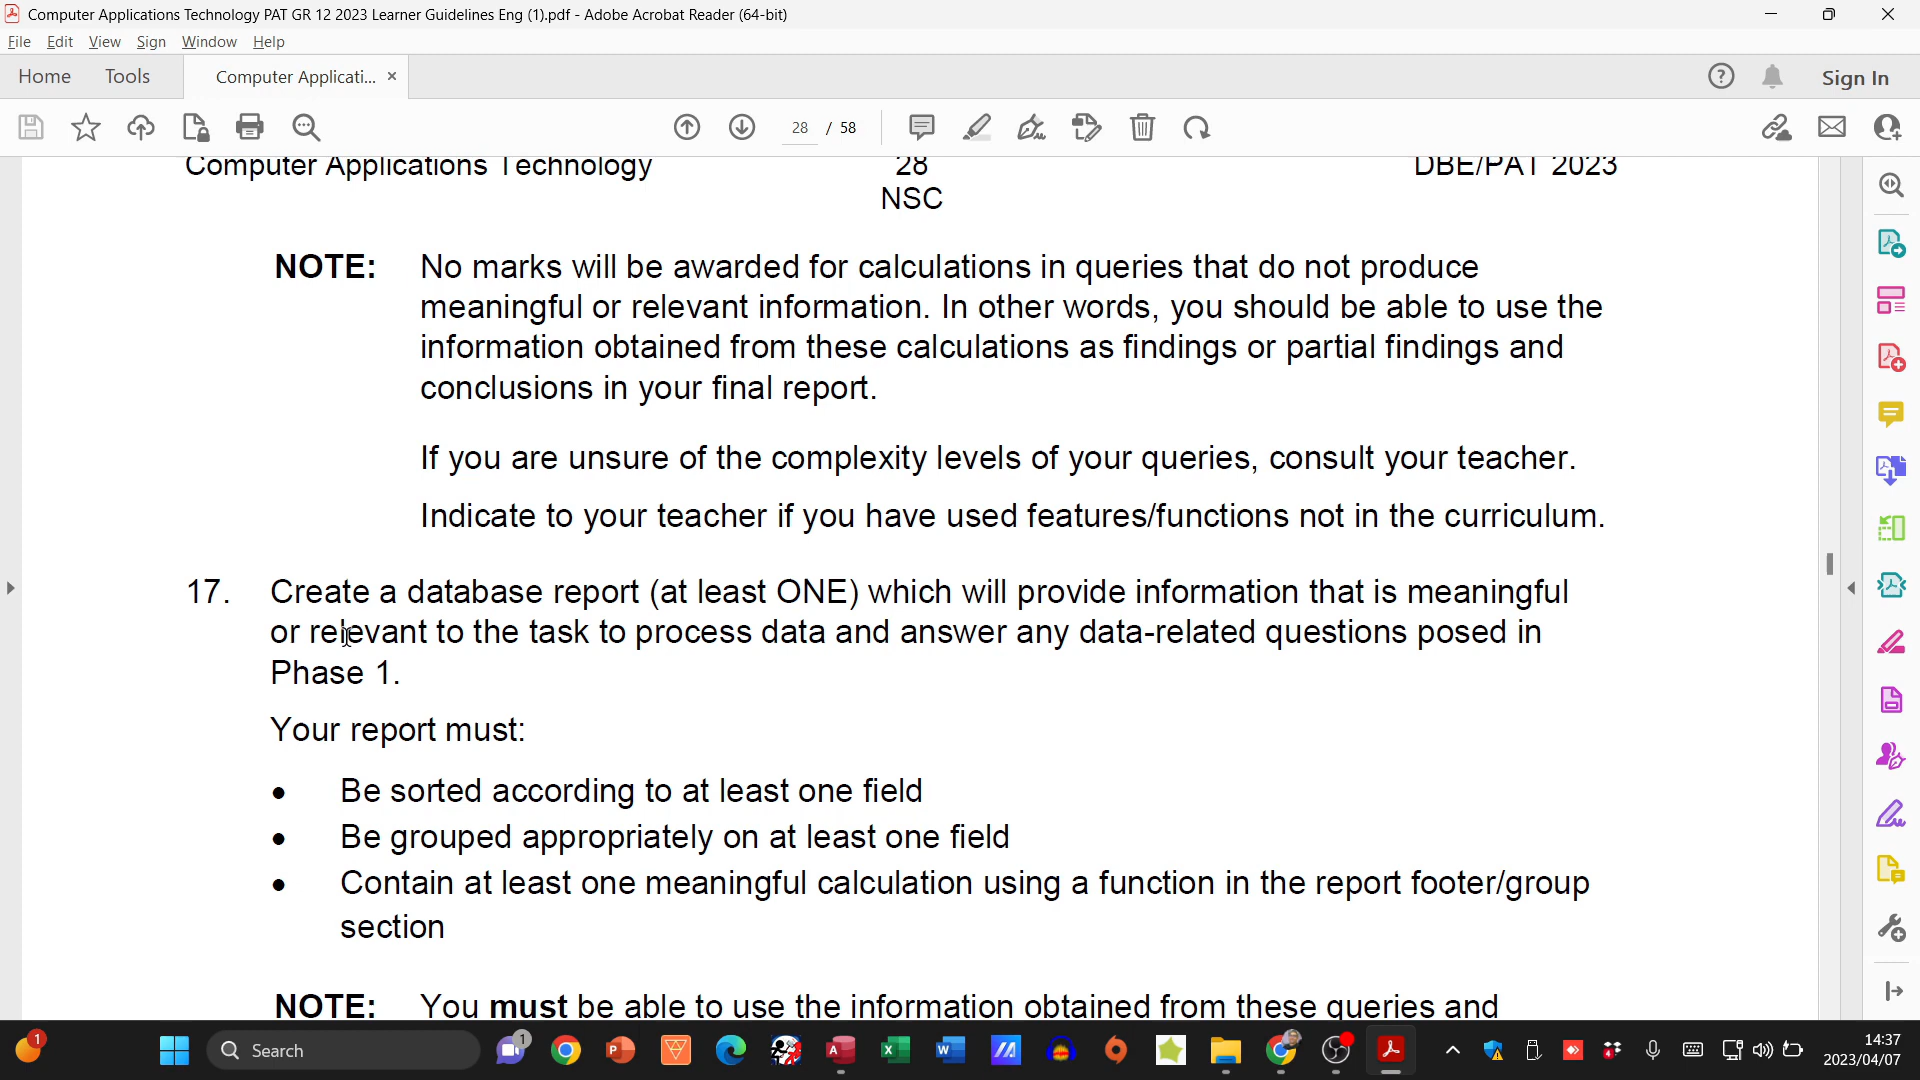 Computer Applications Technology PAT GR 12 2023 Learner Guidelines Eng (1).pdf - Adobe Acrobat Reader (64-bit)
File Edit View Sign Window Help
Home Tools Computer Applicati... Sign In
28 / 58
Computer Applications Technology 28 DBE/PAT 2023
NSC
NOTE: No marks will be awarded for calculations in queries that do not produce
meaningful or relevant information. In other words, you should be able to use the
information obtained from these calculations as findings or partial findings and
conclusions in your final report.
If you are unsure of the complexity levels of your queries, consult your teacher.
Indicate to your teacher if you have used features/functions not in the curriculum.
17. Create a database report (at least ONE) which will provide information that is meaningful
or relevant to the task to process data and answer any data-related questions posed in
Phase 1.
Your report must:
• Be sorted according to at least one field
• Be grouped appropriately on at least one field
• Contain at least one meaningful calculation using a function in the report footer/group
section
NOTE: You must be able to use the information obtained from these queries and
1 Search 1 4 14:37
2023/04/07